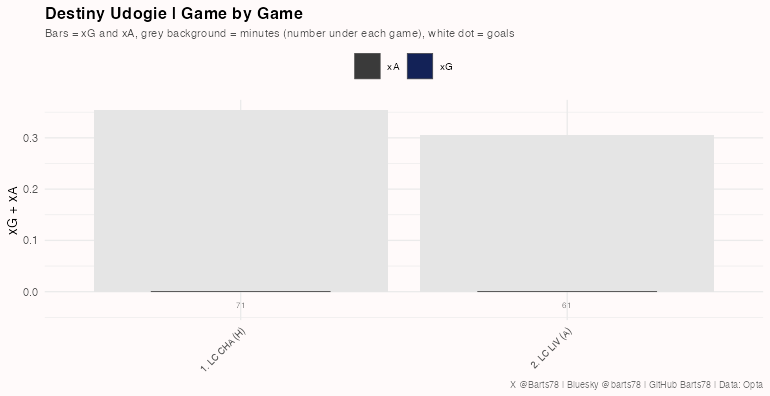 Destiny Udogie | Game by Game
Bars = xG and xA, grey background = minutes (number under each game), white dot = goals
xA
xG
xG + xA
0.3
0.2
0.1
0.0
71
61
1. LC CHA (H)
2. LC LIV (A)
X @Barts78 | Bluesky @barts78 | GitHub Barts78 | Data: Opta